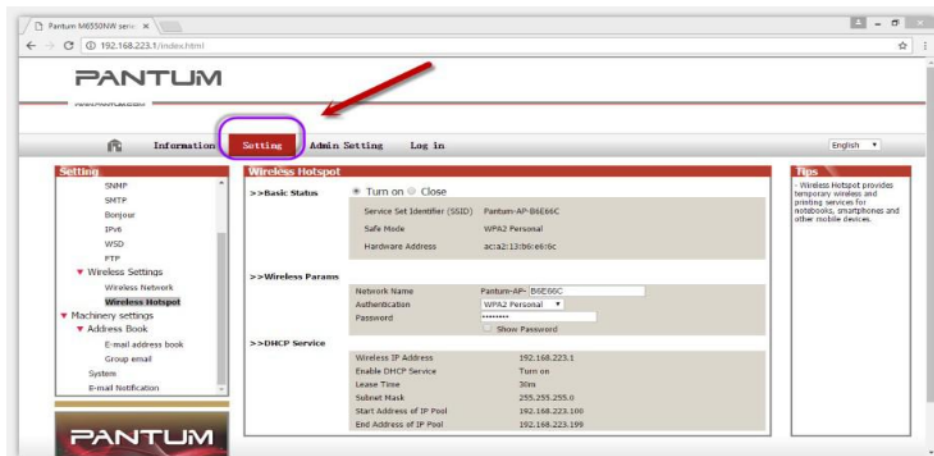 Pantum M6550NW serve
192.168.223.1/index.html
PANTUM
Information Setting Admin Setting Log in English
Setting
SNMP
SMTP
Bonjour
IPv6
WSD
FTP
Wireless Settings
Wireless Network
Wireless Hotspot
Machinery settings
Address Book
E-mail address book
Group email
System
E-mail Notification
PANTUM
Wireless Hotspot
>>Basic Status Turn on Close
Service Set Identifier (SSID) Pantum-AP-B6E66C
Safe Mode WPA2 Personal
Hardware Address ac:a2:13:b6:e6:6c
>>Wireless Params
Network Name Pantum-AP- B6E66C
Authentication WPA2 Personal
Password ********
Show Password
>>DHCP Service
Wireless IP Address 192.168.223.1
Enable DHCP Service Turn on
Lease Time 30m
Subnet Mask 255.255.255.0
Start Address of IP Pool 192.168.223.100
End Address of IP Pool 192.168.223.199
Tips
- Wireless Hotspot provides
temporary wireless and
printing services for
notebooks, smartphones and
other mobile devices.